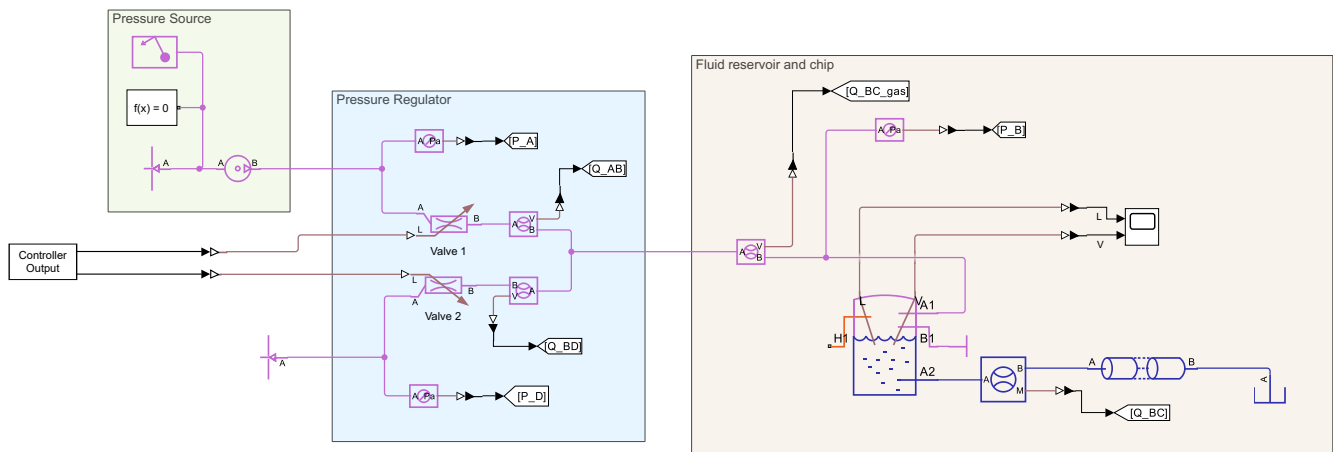 Pressure Source
f(x) = 0
A
A
B
Pressure Regulator
A
Pa
[P_A]
[Q_AB]
A
L
B
Valve 1
A
V
B
Controller
Output
L
A
B
Valve 2
B
V
A
[Q_BD]
A
A
Pa
[P_D]
Fluid reservoir and chip
[Q_BC_gas]
A
Pa
[P_B]
A
V
B
L
V
L
V
A1
H1
B1
A2
A
B
M
A
B
A
[Q_BC]